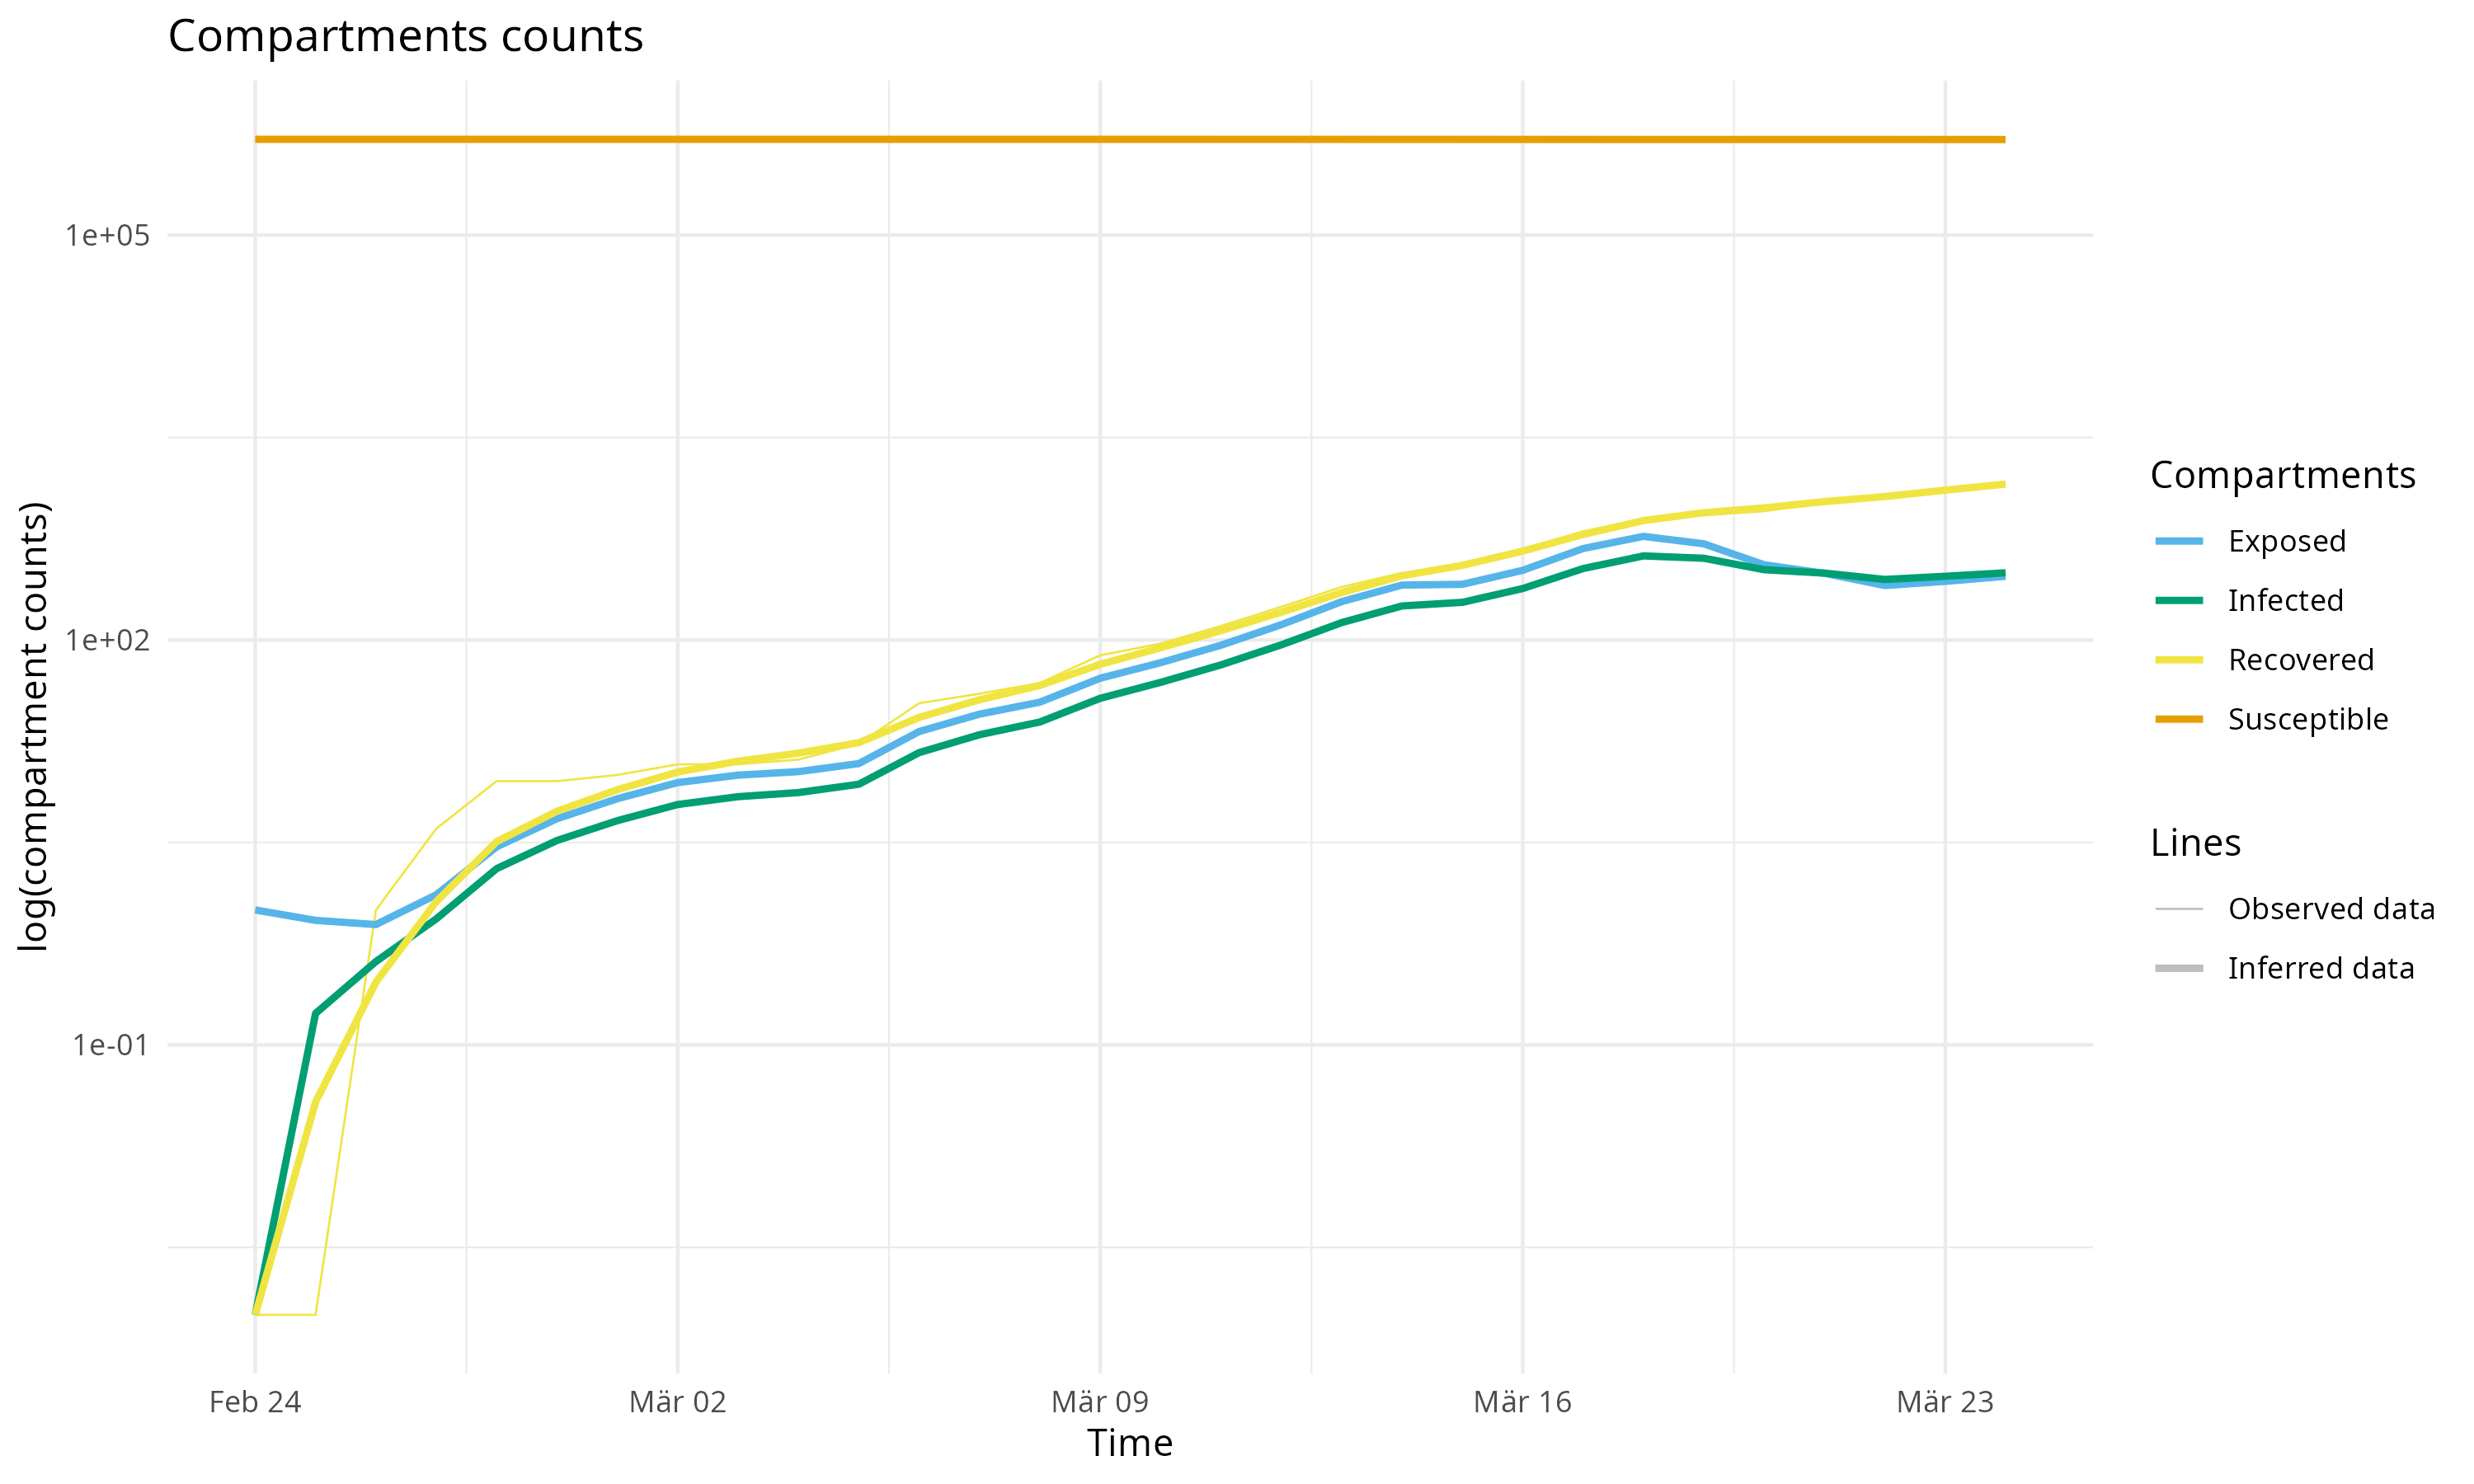 Compartments counts
log(compartment counts)
1e+05
1e+02
1e-01
Feb 24
Mär 02
Mär 09
Mär 16
Mär 23
Time
Compartments
Exposed
Infected
Recovered
Susceptible
Lines
Observed data
Inferred data